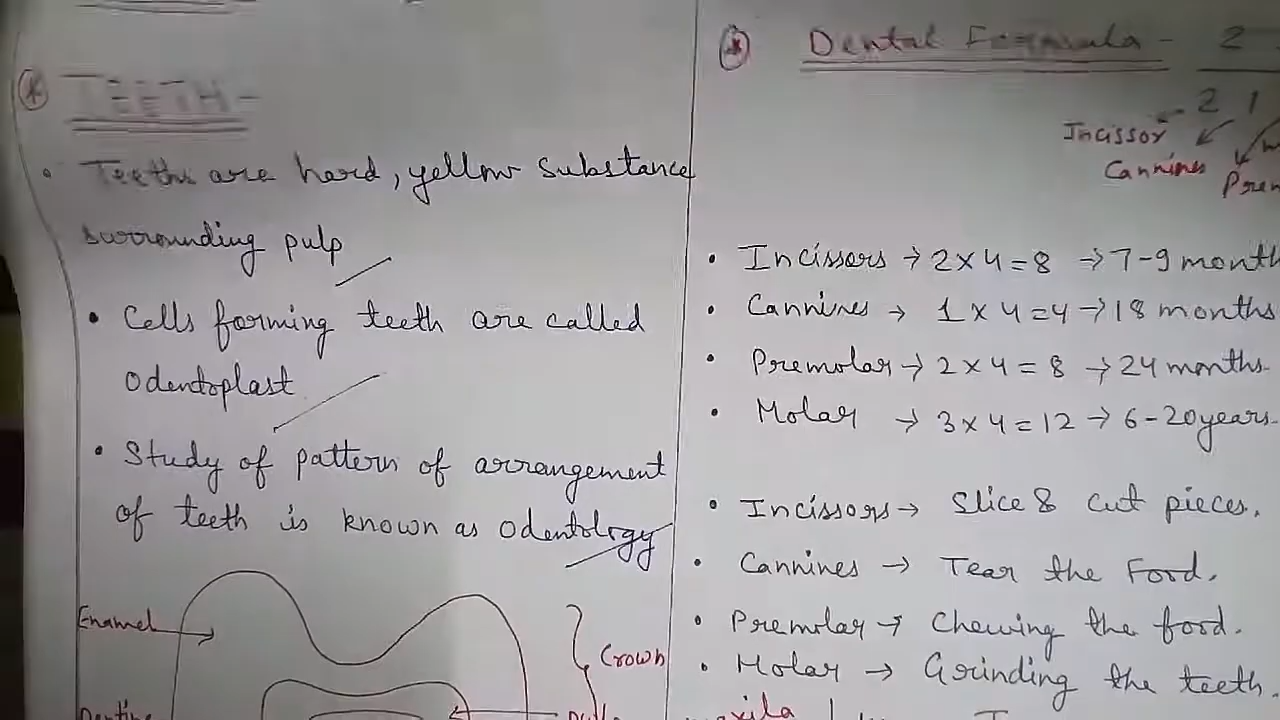 TEETH-
• Teeths are hard, yellow substance
surrounding pulp
• Cells forming teeth are called
Odentoplast
• Study of pattern of arrangement
of teeth is known as odentology
Enamel
Crown
Dentine
Dental Formula - 2
2 1
Incissor
Cannines
• Incissors → 2 x 4 = 8 → 7-9 month
• Cannines → 1 x 4 = 4 → 18 months
• Premolar → 2 x 4 = 8 → 24 months.
• Molar → 3 x 4 = 12 → 6-20 years.
• Incissors → Slice & cut pieces.
• Cannines → Tear the Food.
• Premolar → Chewing the food.
• Molar → Grinding the teeth.